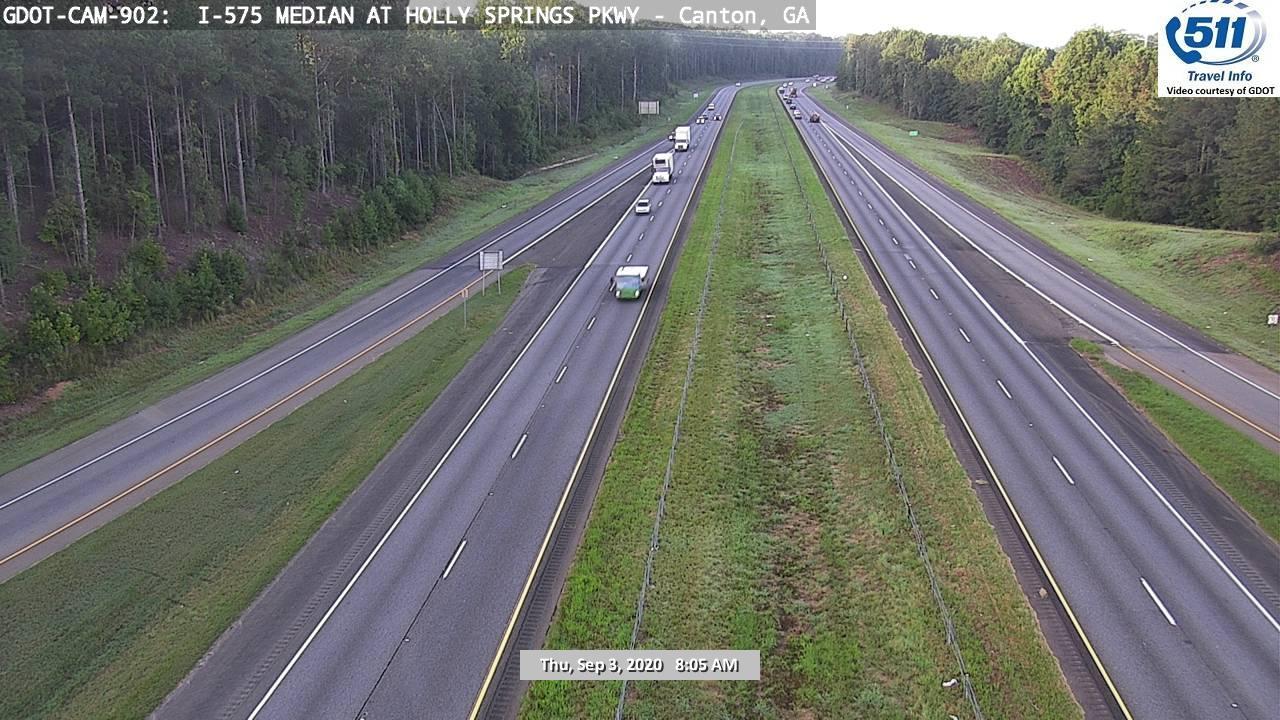 GDOT-CAM-902: I-575 MEDIAN AT HOLLY SPRINGS PKWY - Canton, GA
511
®
Travel Info
Video courtesy of GDOT
Thu, Sep 3, 2020 8:05 AM